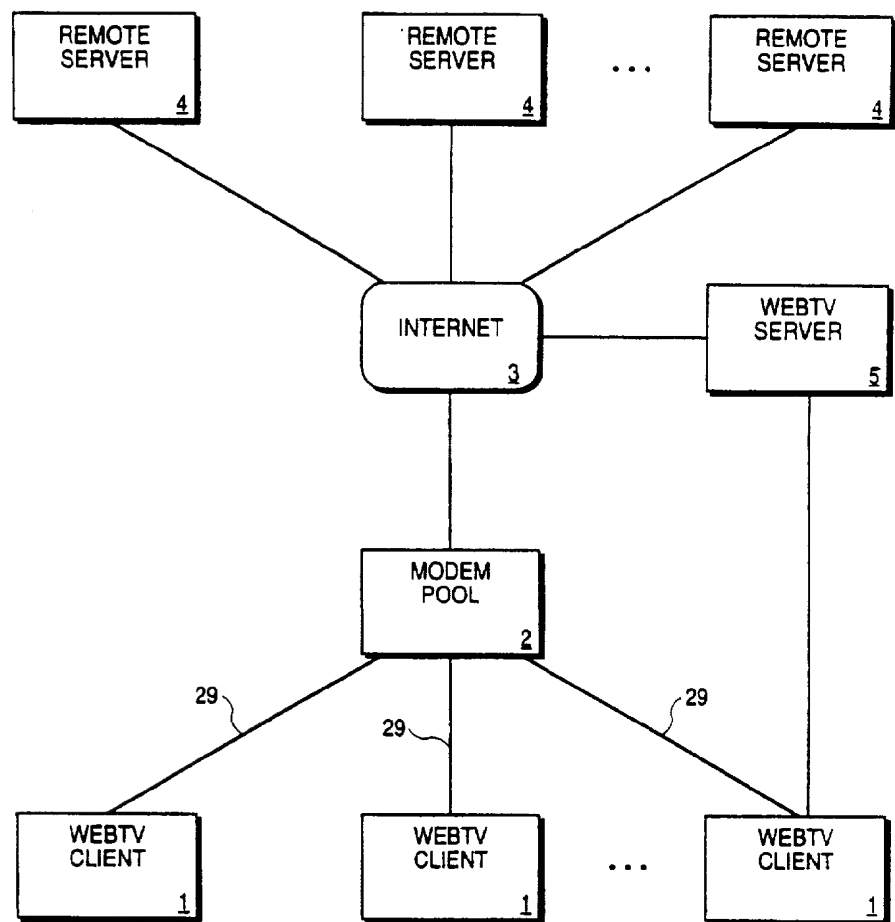 REMOTE
SERVER
4
REMOTE
SERVER
4
...
REMOTE
SERVER
4
INTERNET
3
WEBTV
SERVER
5
MODEM
POOL
2
29
29
29
WEBTV
CLIENT
1
WEBTV
CLIENT
1
...
WEBTV
CLIENT
1